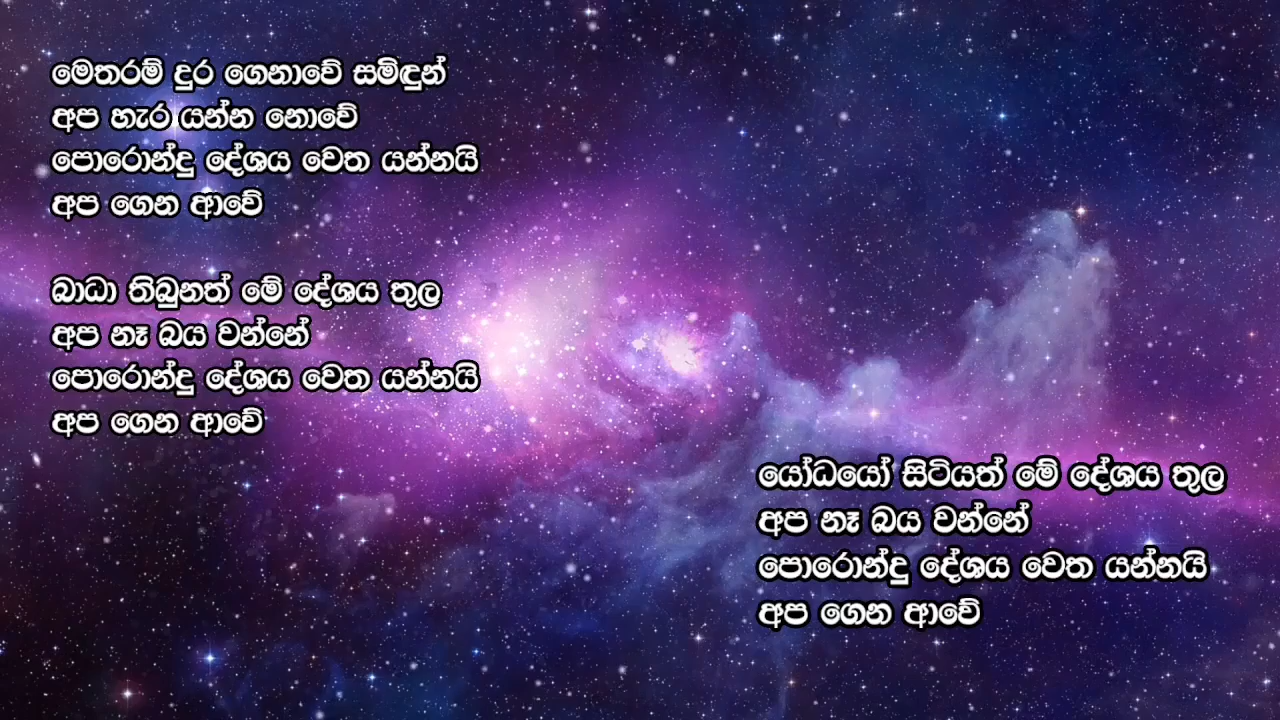 මෙතරම් දුර ගෙනාවේ සමිඳුන්
අප හැර යන්න නොවේ
පොරොන්දු දේශය වෙත යන්නයි
අප ගෙන ආවේ
බාධා තිබුනත් මේ දේශය තුල
අප නෑ බය වන්නේ
පොරොන්දු දේශය වෙත යන්නයි
අප ගෙන ආවේ
යෝධයෝ සිටියත් මේ දේශය තුල
අප නෑ බය වන්නේ
පොරොන්දු දේශය වෙත යන්නයි
අප ගෙන ආවේ